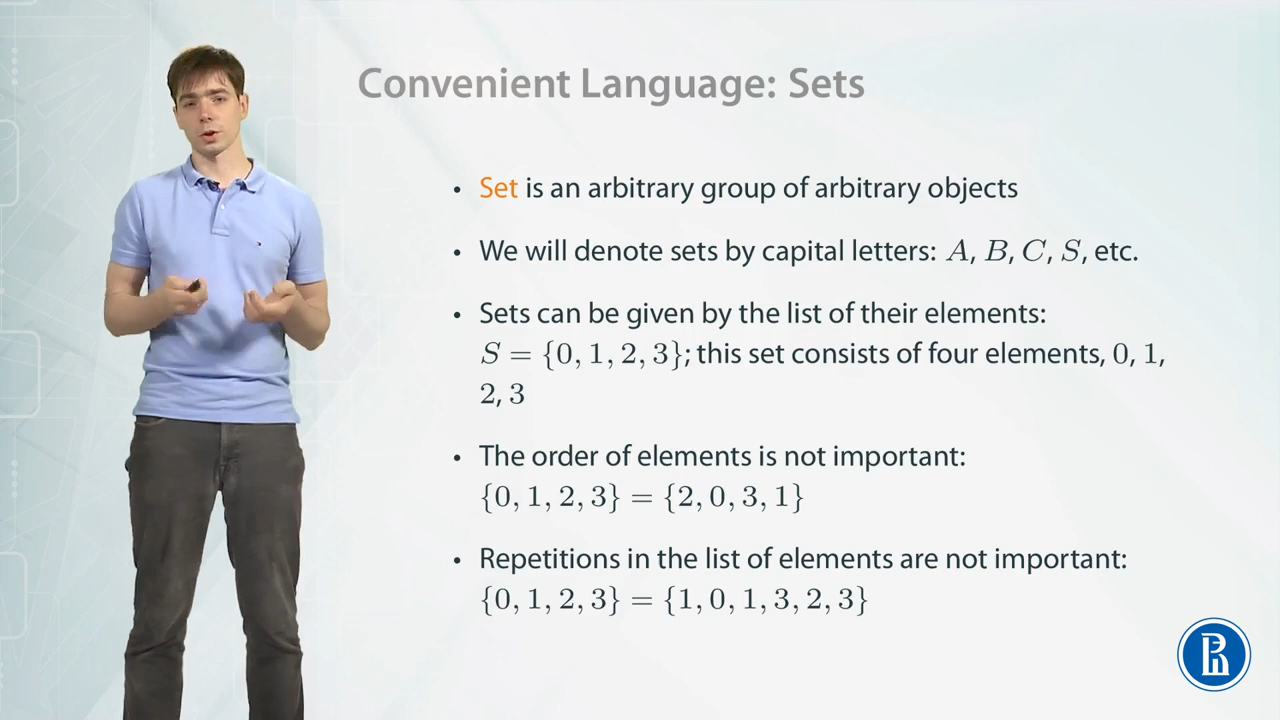 Convenient Language: Sets
• Set is an arbitrary group of arbitrary objects
• We will denote sets by capital letters: A, B, C, S, etc.
• Sets can be given by the list of their elements:
S = {0, 1, 2, 3}; this set consists of four elements, 0, 1,
2, 3
• The order of elements is not important:
{0, 1, 2, 3} = {2, 0, 3, 1}
• Repetitions in the list of elements are not important:
{0, 1, 2, 3} = {1, 0, 1, 3, 2, 3}